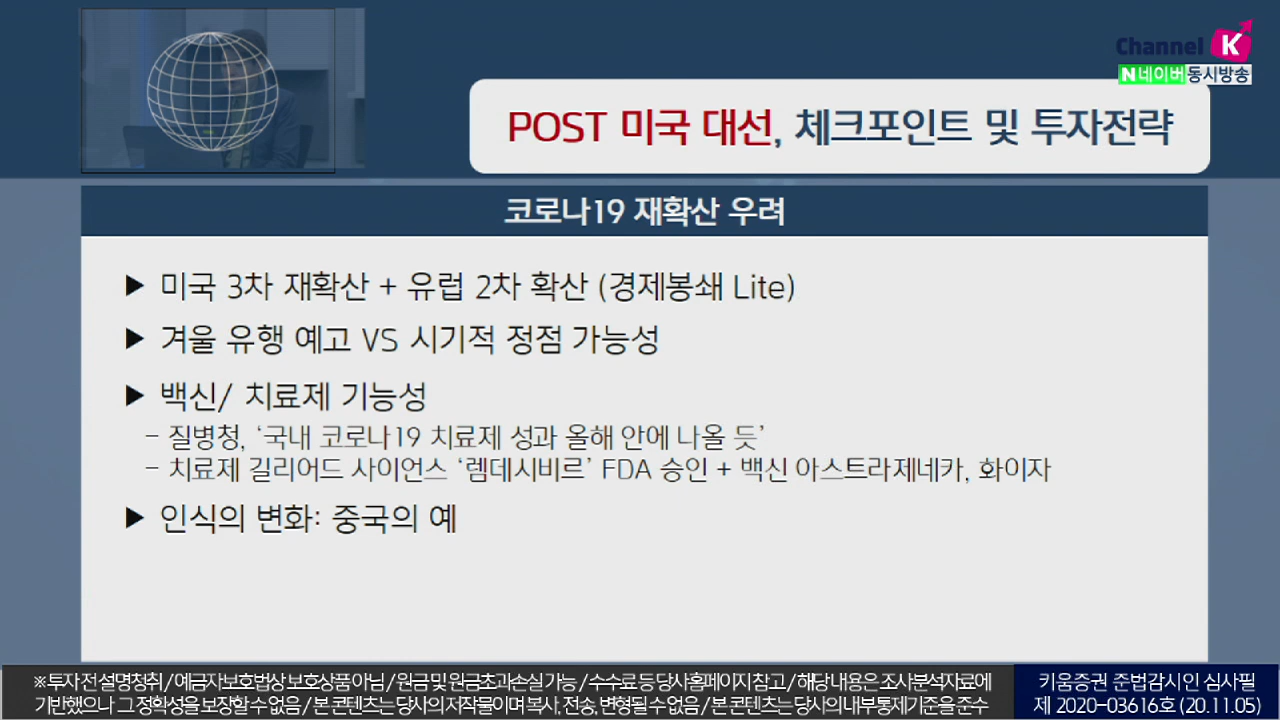 Channel K
N 네이버 동시방송
POST 미국 대선, 체크포인트 및 투자전략
코로나19 재확산 우려
▶ 미국 3차 재확산 + 유럽 2차 확산 (경제봉쇄 Lite)
▶ 겨울 유행 예고 VS 시기적 정점 가능성
▶ 백신/ 치료제 기능성
- 질병청, ‘국내 코로나19 치료제 성과 올해 안에 나올 듯’
- 치료제 길리어드 사이언스 ‘렘데시비르’ FDA 승인 + 백신 아스트라제네카, 화이자
▶ 인식의 변화: 중국의 예
※ 투자 전 설명청취 / 예금자보호법상 보호상품 아님 / 원금 및 원금초과손실 가능 / 수수료 등 당사홈페이지 참고 / 해당 내용은 조사분석자료에
기반했으나 그 정확성을 보장할 수 없음 / 본 콘텐츠는 당사의 저작물이며 복사, 전송, 변형될 수 없음 / 본 콘텐츠는 당사의 내부통제기준을 준수
키움증권 준법감시인 심사필
제 2020-03616호 (20.11.05)